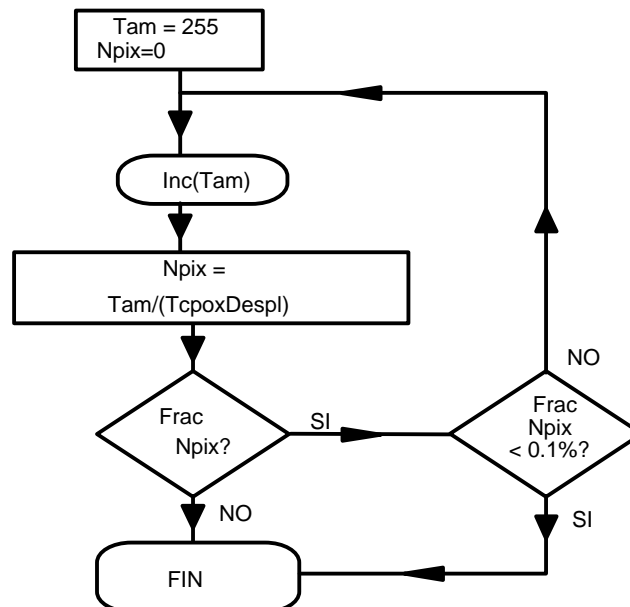 Tam = 255
Npix=0
Inc(Tam)
Npix =
Tam/(TcpoxDespl)
Frac
Npix?
SI
NO
Frac
Npix
< 0.1%?
NO
SI
FIN